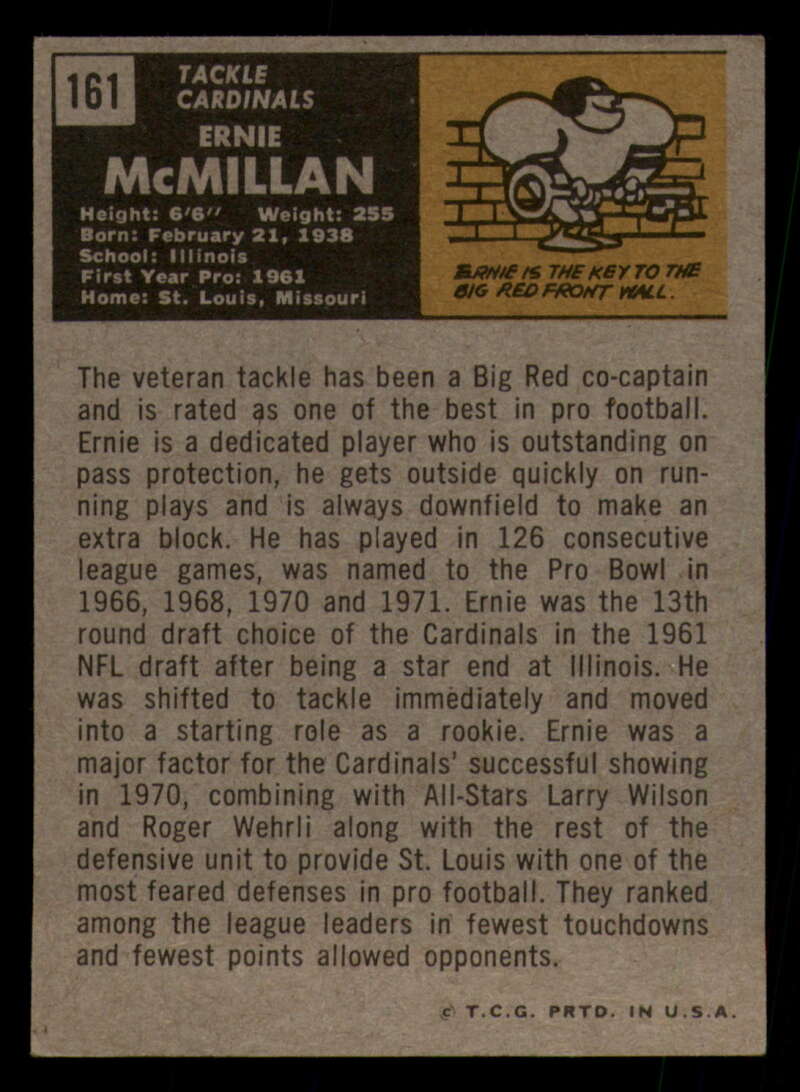 161
TACKLE
CARDINALS
ERNIE
McMILLAN
Height: 6'6" Weight: 255
Born: February 21, 1938
School: Illinois
First Year Pro: 1961
Home: St. Louis, Missouri
ERNIE IS THE KEY TO THE
BIG RED FRONT WALL.
The veteran tackle has been a Big Red co-captain
and is rated as one of the best in pro football.
Ernie is a dedicated player who is outstanding on
pass protection, he gets outside quickly on run-
ning plays and is always downfield to make an
extra block. He has played in 126 consecutive
league games, was named to the Pro Bowl in
1966, 1968, 1970 and 1971. Ernie was the 13th
round draft choice of the Cardinals in the 1961
NFL draft after being a star end at Illinois. He
was shifted to tackle immediately and moved
into a starting role as a rookie. Ernie was a
major factor for the Cardinals' successful showing
in 1970, combining with All-Stars Larry Wilson
and Roger Wehrli along with the rest of the
defensive unit to provide St. Louis with one of the
most feared defenses in pro football. They ranked
among the league leaders in fewest touchdowns
and fewest points allowed opponents.
© T.C.G. PRTD. IN U.S.A.